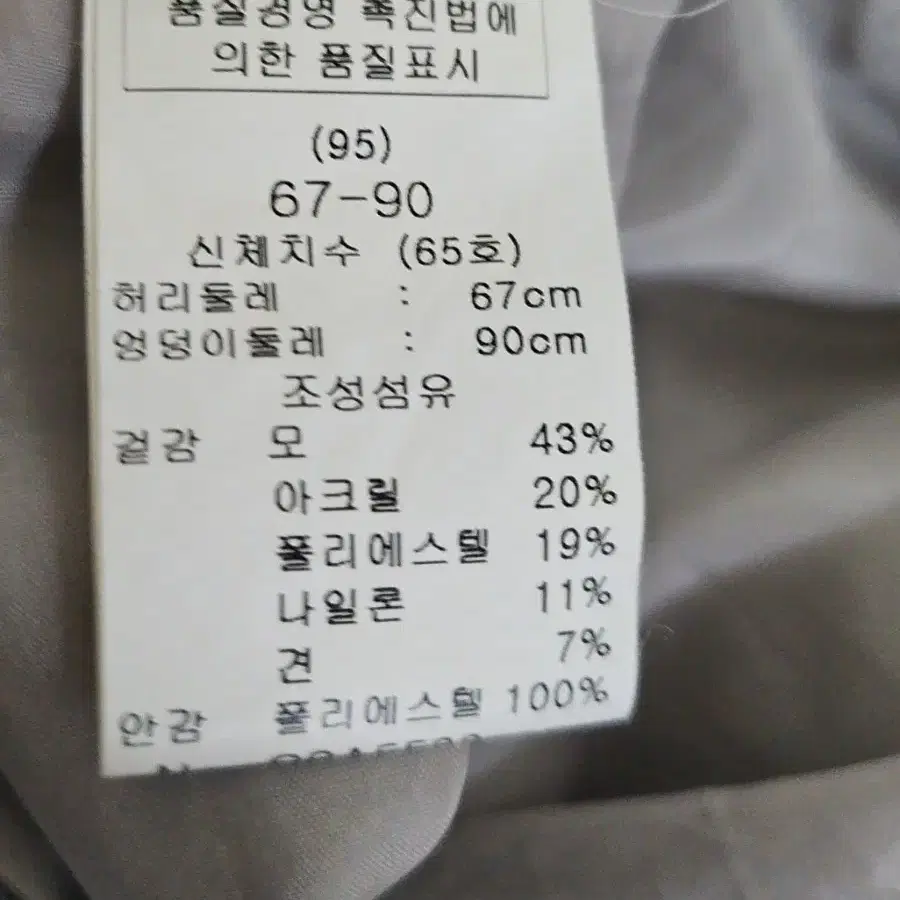 품질경영 촉진법에
의한 품질표시
(95)
67-90
신체치수 (65호)
허리둘레 : 67cm
엉덩이둘레 : 90cm
조성섬유
겉감 모 43%
아크릴 20%
폴리에스텔 19%
나일론 11%
견 7%
안감 폴리에스텔 100%